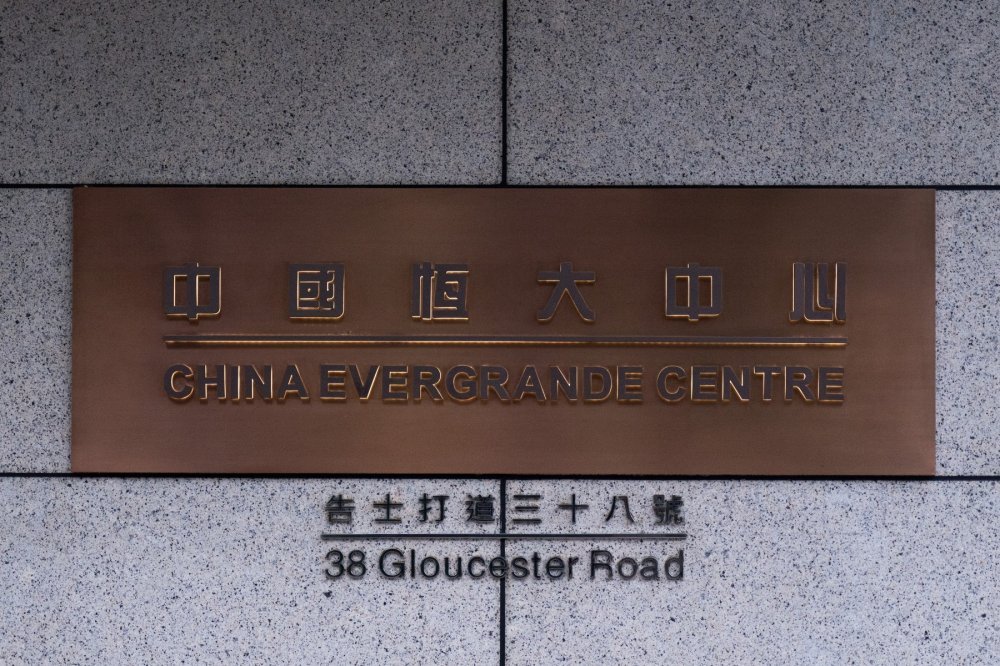 中國恆大中心
CHINA EVERGRANDE CENTRE
告士打道三十八號
38 Gloucester Road